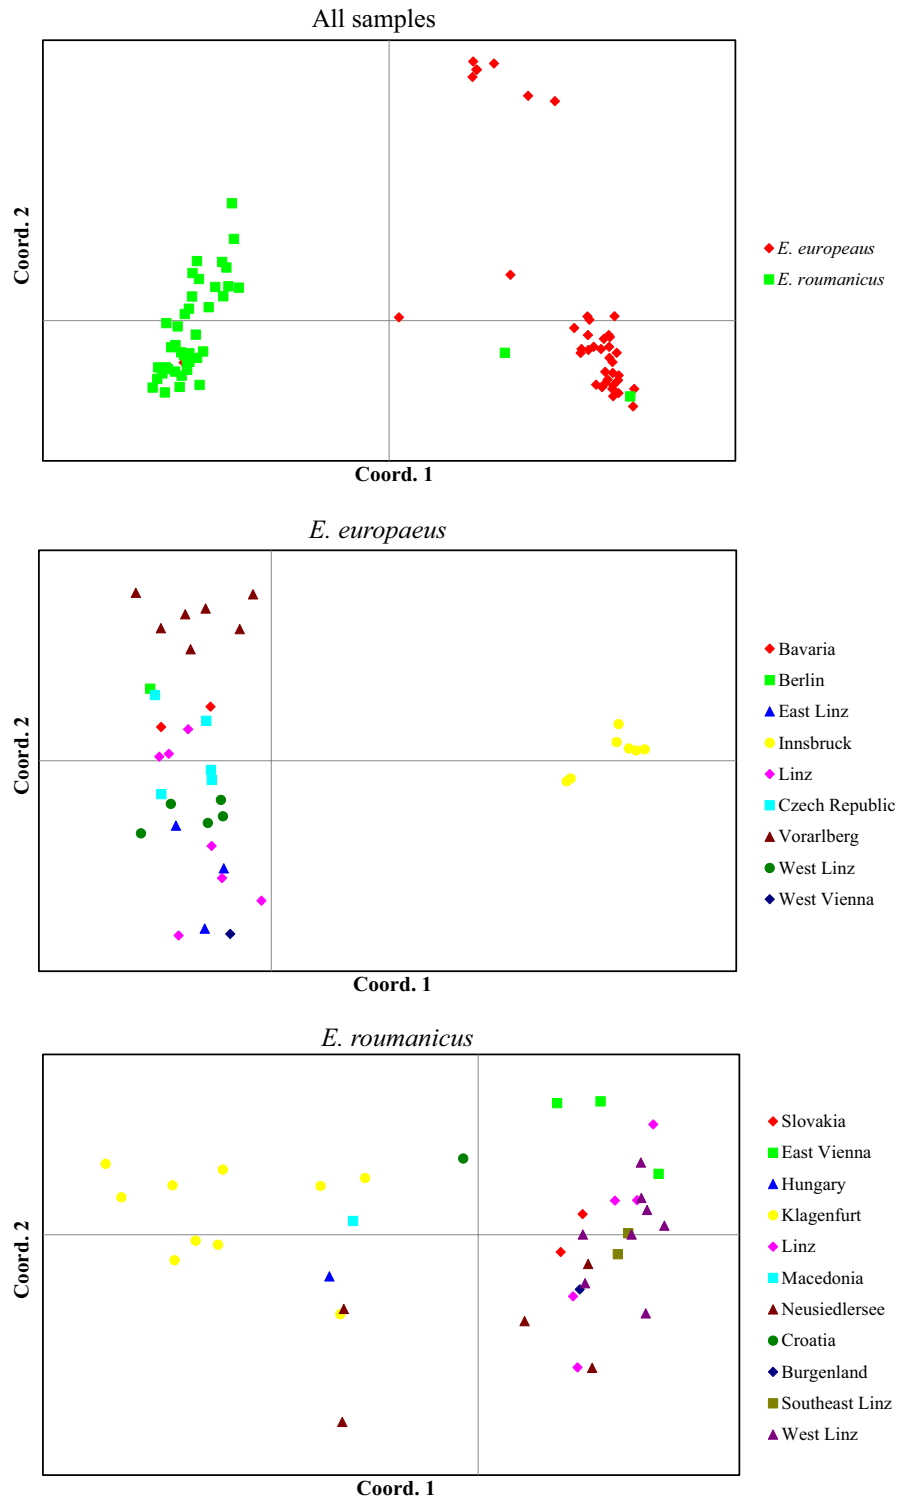 All samples
Coord. 2
E. europeaus
E. roumanicus
Coord. 1
E. europaeus
Coord. 2
Bavaria
Berlin
East Linz
Innsbruck
Linz
Czech Republic
Vorarlberg
West Linz
West Vienna
Coord. 1
E. roumanicus
Coord. 2
Slovakia
East Vienna
Hungary
Klagenfurt
Linz
Macedonia
Neusiedlersee
Croatia
Burgenland
Southeast Linz
West Linz
Coord. 1